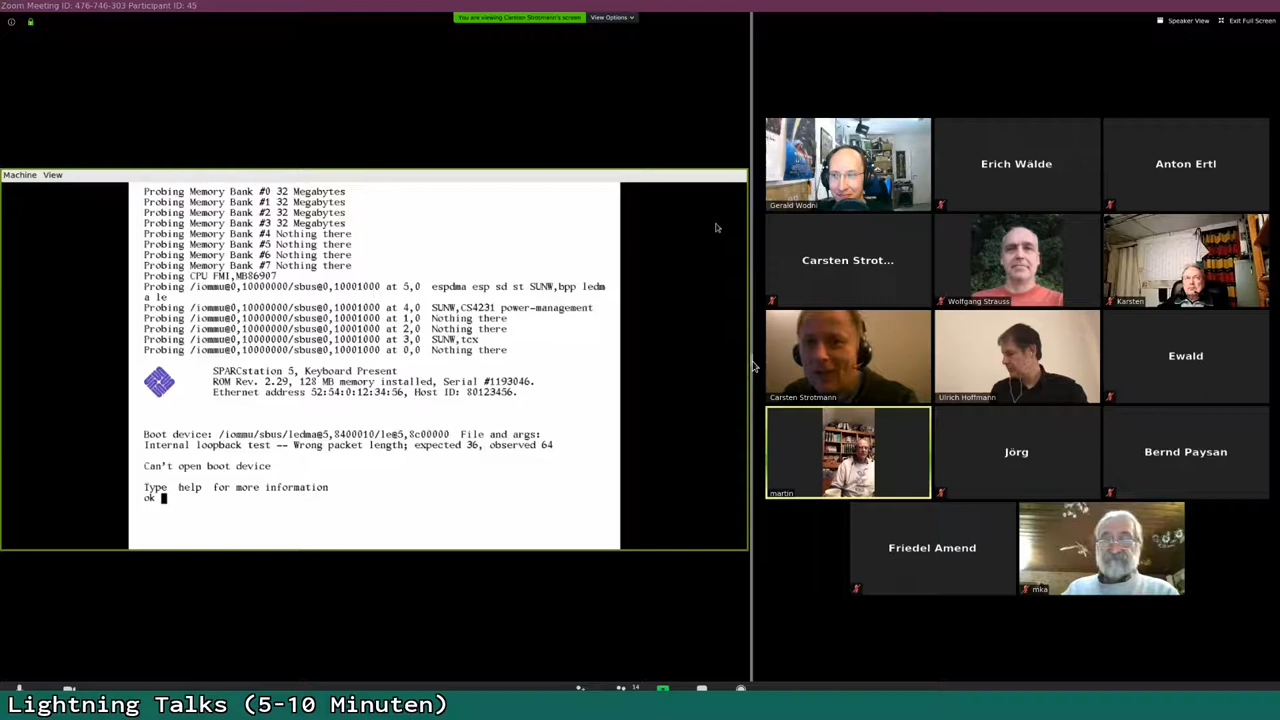 Zoom Meeting ID: 476-746-303 Participant ID: 45
You are viewing Carsten Strotmann's screen
View Options
Speaker View
Exit Full Screen
Machine View
Probing Memory Bank #0 32 Megabytes
Probing Memory Bank #1 32 Megabytes
Probing Memory Bank #2 32 Megabytes
Probing Memory Bank #3 32 Megabytes
Probing Memory Bank #4 Nothing there
Probing Memory Bank #5 Nothing there
Probing Memory Bank #6 Nothing there
Probing Memory Bank #7 Nothing there
Probing CPU FMI,MB86907
Probing /iommu@0,10000000/sbus@0,10001000 at 5,0 espdma esp sd st SUNW,bpp ledm
a le
Probing /iommu@0,10000000/sbus@0,10001000 at 4,0 SUNW,CS4231 power-management
Probing /iommu@0,10000000/sbus@0,10001000 at 1,0 Nothing there
Probing /iommu@0,10000000/sbus@0,10001000 at 2,0 Nothing there
Probing /iommu@0,10000000/sbus@0,10001000 at 3,0 SUNW,tcx
Probing /iommu@0,10000000/sbus@0,10001000 at 0,0 Nothing there
SPARCstation 5, Keyboard Present
ROM Rev. 2.29, 128 MB memory installed, Serial #1193046.
Ethernet address 52:54:0:12:34:56, Host ID: 80123456.
Boot device: /iommu/sbus/ledma@5,8400010/le@5,8c00000 File and args:
Internal loopback test -- Wrong packet length; expected 36, observed 64
Can't open boot device
Type help for more information
ok
Gerald Wodni
Erich Wälde
Anton Ertl
Carsten Strot...
Wolfgang Strauss
Karsten
Carsten Strotmann
Ulrich Hoffmann
Ewald
martin
Jörg
Bernd Paysan
Friedel Amend
mka
14
Lightning Talks (5-10 Minuten)